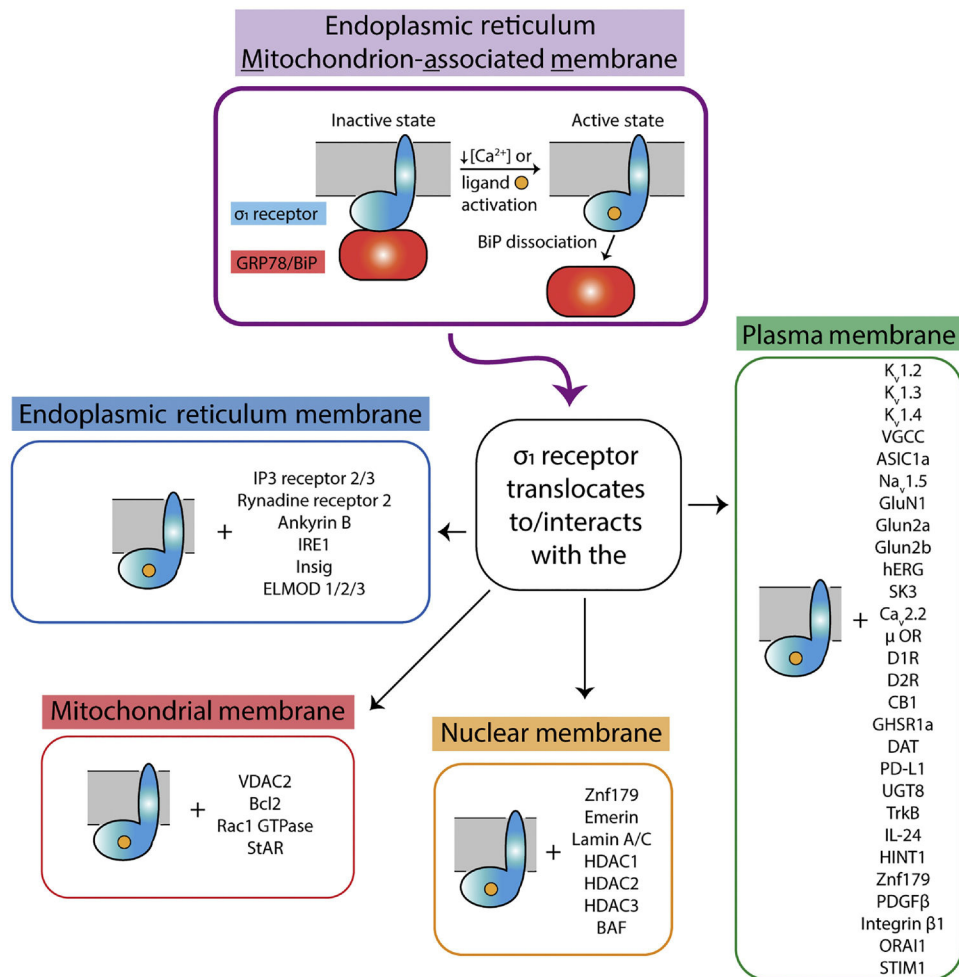 Endoplasmic reticulum
Mitochondrion-associated membrane
Inactive state
Active state
↓[Ca²⁺] or
ligand
activation
σ₁ receptor
BiP dissociation
GRP78/BiP
Plasma membrane
Kᵥ1.2
Kᵥ1.3
Kᵥ1.4
VGCC
ASIC1a
Naᵥ1.5
GluN1
Glun2a
Glun2b
hERG
SK3
Caᵥ2.2
+
μ OR
D1R
D2R
CB1
GHSR1a
DAT
PD-L1
UGT8
TrkB
IL-24
HINT1
Znf179
PDGFβ
Integrin β1
ORAI1
STIM1
Endoplasmic reticulum membrane
IP3 receptor 2/3
Rynadine receptor 2
Ankyrin B
+
IRE1
Insig
ELMOD 1/2/3
σ₁ receptor
translocates
to/interacts
with the
Mitochondrial membrane
VDAC2
Bcl2
+
Rac1 GTPase
StAR
Nuclear membrane
Znf179
Emerin
Lamin A/C
+
HDAC1
HDAC2
HDAC3
BAF